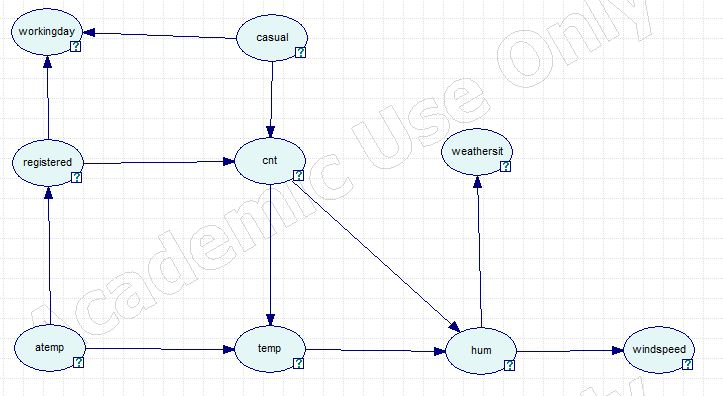 workingday
?
casual
?
registered
?
cnt
?
weathersit
?
atemp
?
temp
?
hum
?
windspeed
?
Academic Use Only